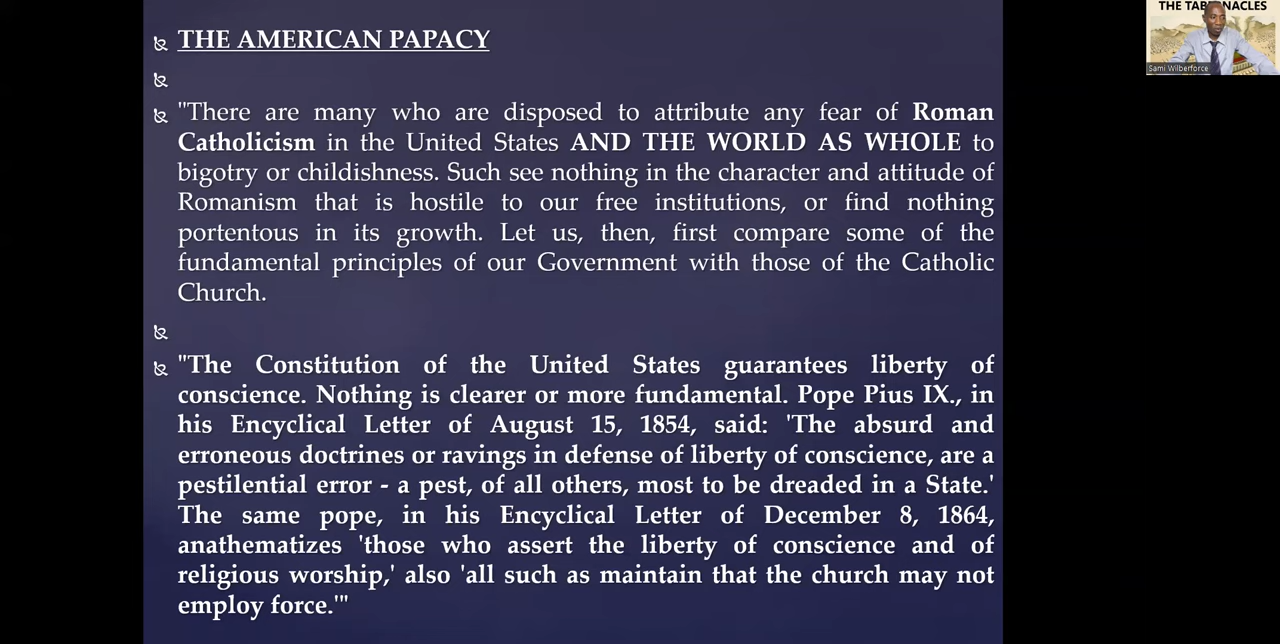 THE AMERICAN PAPACY
"There are many who are disposed to attribute any fear of Roman
Catholicism in the United States AND THE WORLD AS WHOLE to
bigotry or childishness. Such see nothing in the character and attitude of
Romanism that is hostile to our free institutions, or find nothing
portentous in its growth. Let us, then, first compare some of the
fundamental principles of our Government with those of the Catholic
Church.
"The Constitution of the United States guarantees liberty of
conscience. Nothing is clearer or more fundamental. Pope Pius IX., in
his Encyclical Letter of August 15, 1854, said: 'The absurd and
erroneous doctrines or ravings in defense of liberty of conscience, are a
pestilential error - a pest, of all others, most to be dreaded in a State.'
The same pope, in his Encyclical Letter of December 8, 1864,
anathematizes 'those who assert the liberty of conscience and of
religious worship,' also 'all such as maintain that the church may not
employ force.'"
THE
Sami Wilberforce